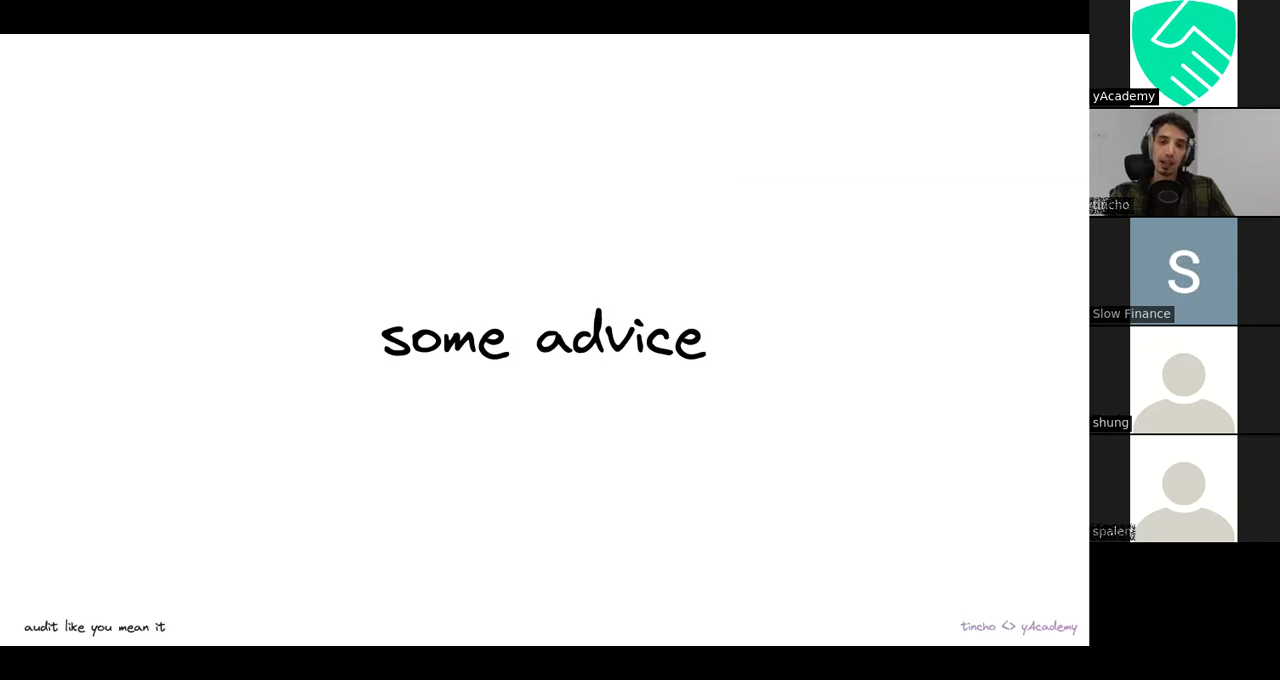 some advice
audit like you mean it
tincho <> yAcademy
yAcademy
tincho
S
Slow Finance
shung